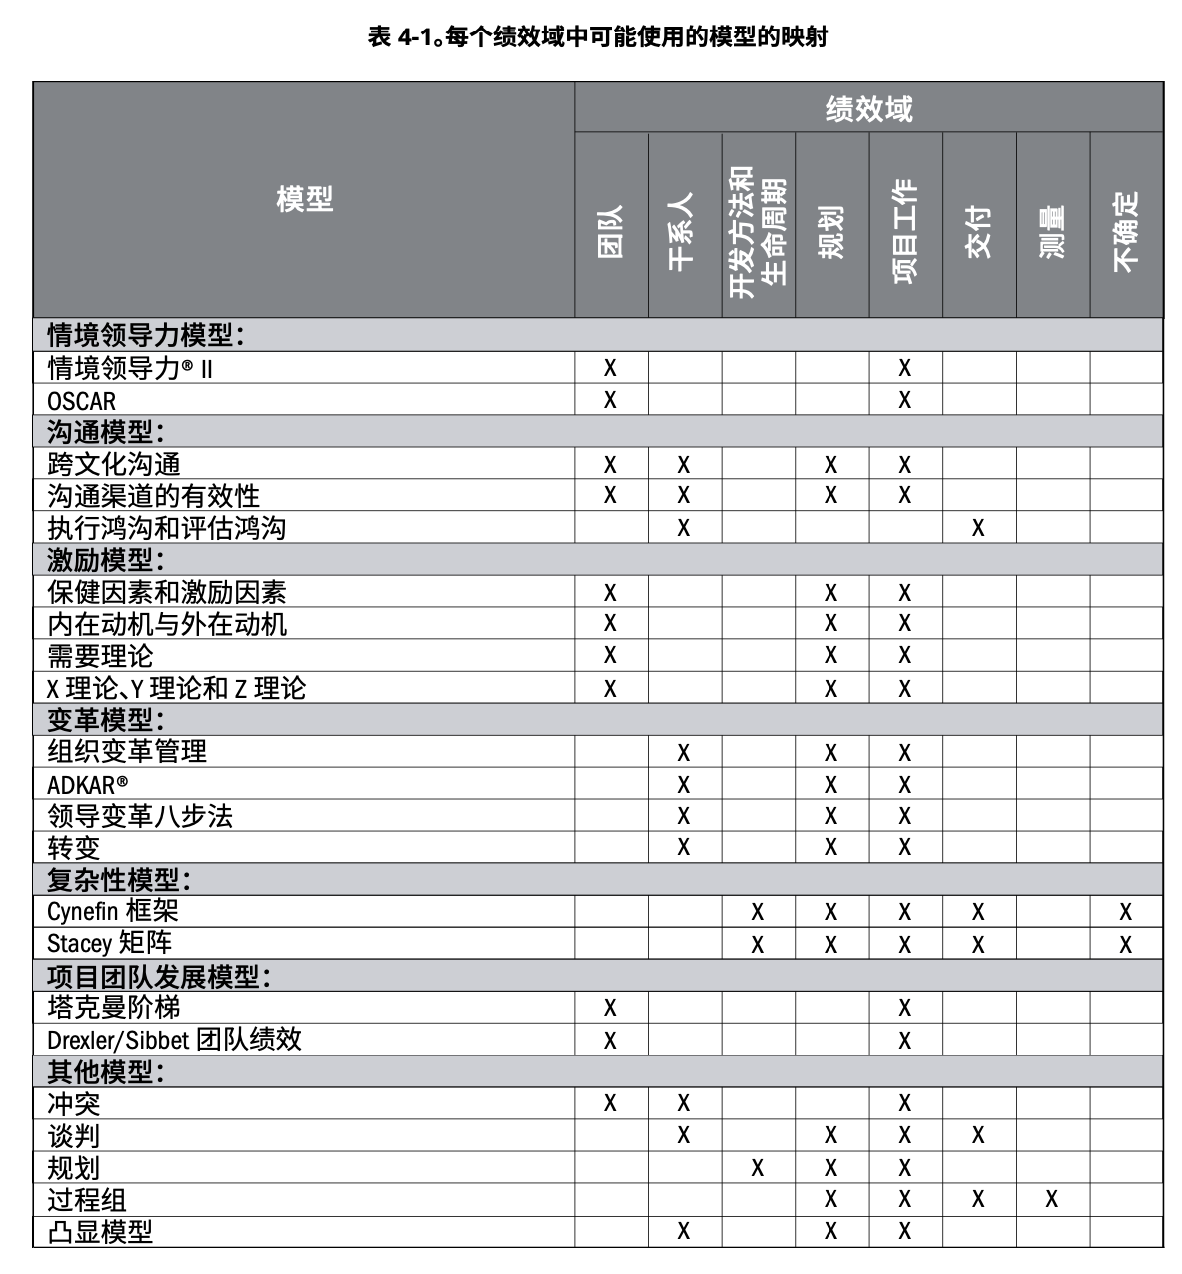 表 4-1。每个绩效域中可能使用的模型的映射
模型
绩效域
团队
干系人
开发方法和
生命周期
规划
项目工作
交付
测量
不确定
情境领导力模型：
情境领导力® II X X
OSCAR X X
沟通模型：
跨文化沟通 X X X X
沟通渠道的有效性 X X X X
执行鸿沟和评估鸿沟 X X
激励模型：
保健因素和激励因素 X X X
内在动机与外在动机 X X X
需要理论 X X X
X 理论、Y 理论和 Z 理论 X X X
变革模型：
组织变革管理 X X X
ADKAR® X X X
领导变革八步法 X X X
转变 X X X
复杂性模型：
Cynefin 框架 X X X X X
Stacey 矩阵 X X X X X
项目团队发展模型：
塔克曼阶梯 X X
Drexler/Sibbet 团队绩效 X X
其他模型：
冲突 X X X
谈判 X X X X
规划 X X X
过程组 X X X X
凸显模型 X X X